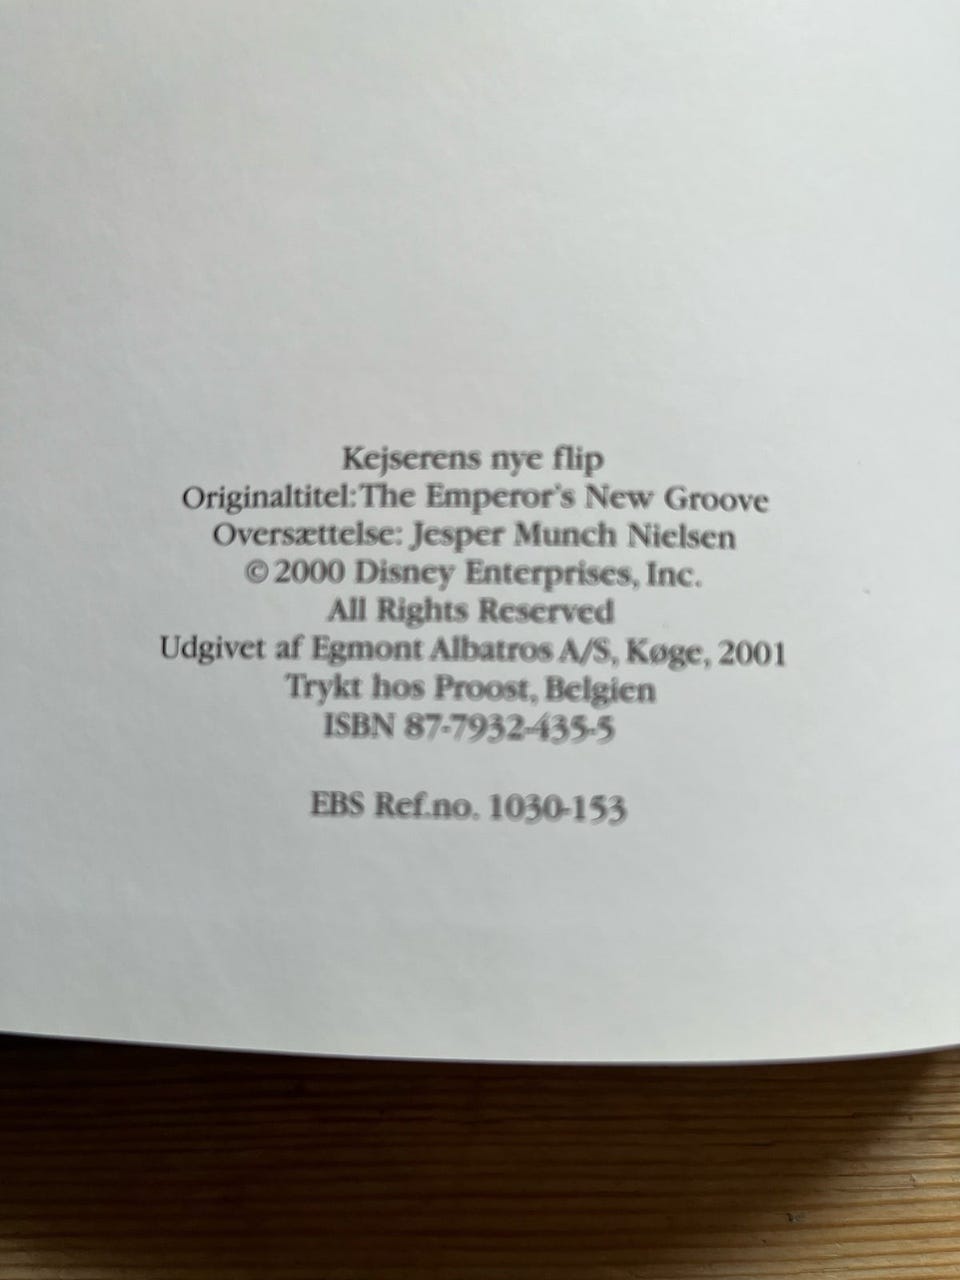 Kejserens nye flip
Originaltitel: The Emperor's New Groove
Oversættelse: Jesper Munch Nielsen
© 2000 Disney Enterprises, Inc.
All Rights Reserved
Udgivet af Egmont Albatros A/S, Køge, 2001
Trykt hos Proost, Belgien
ISBN 87-7932-435-5
EBS Ref.no. 1030-153